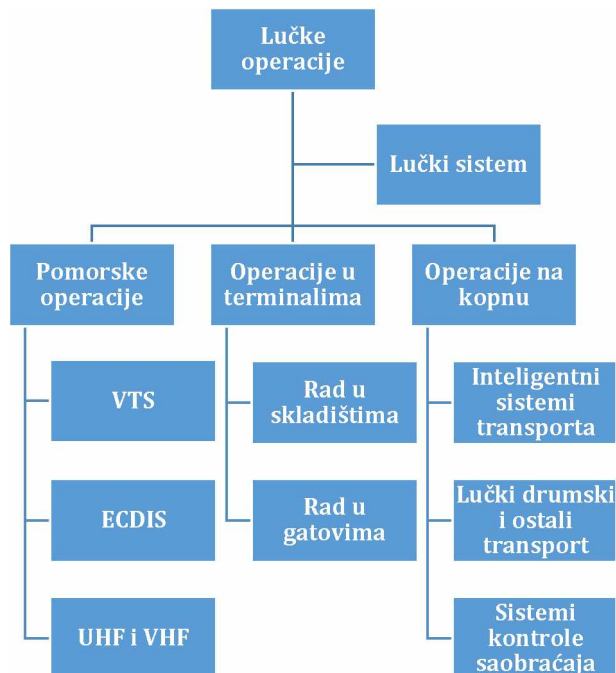 Lučke
operacije
Lučki sistem
Pomorske
operacije
Operacije u
terminalima
Operacije na
kopnu
VTS
ECDIS
UHF i VHF
Rad u
skladištima
Rad u
gatovima
Inteligentni
sistemi
transporta
Lučki drumski
i ostali
transport
Sistemi
kontrole
saobraćaja